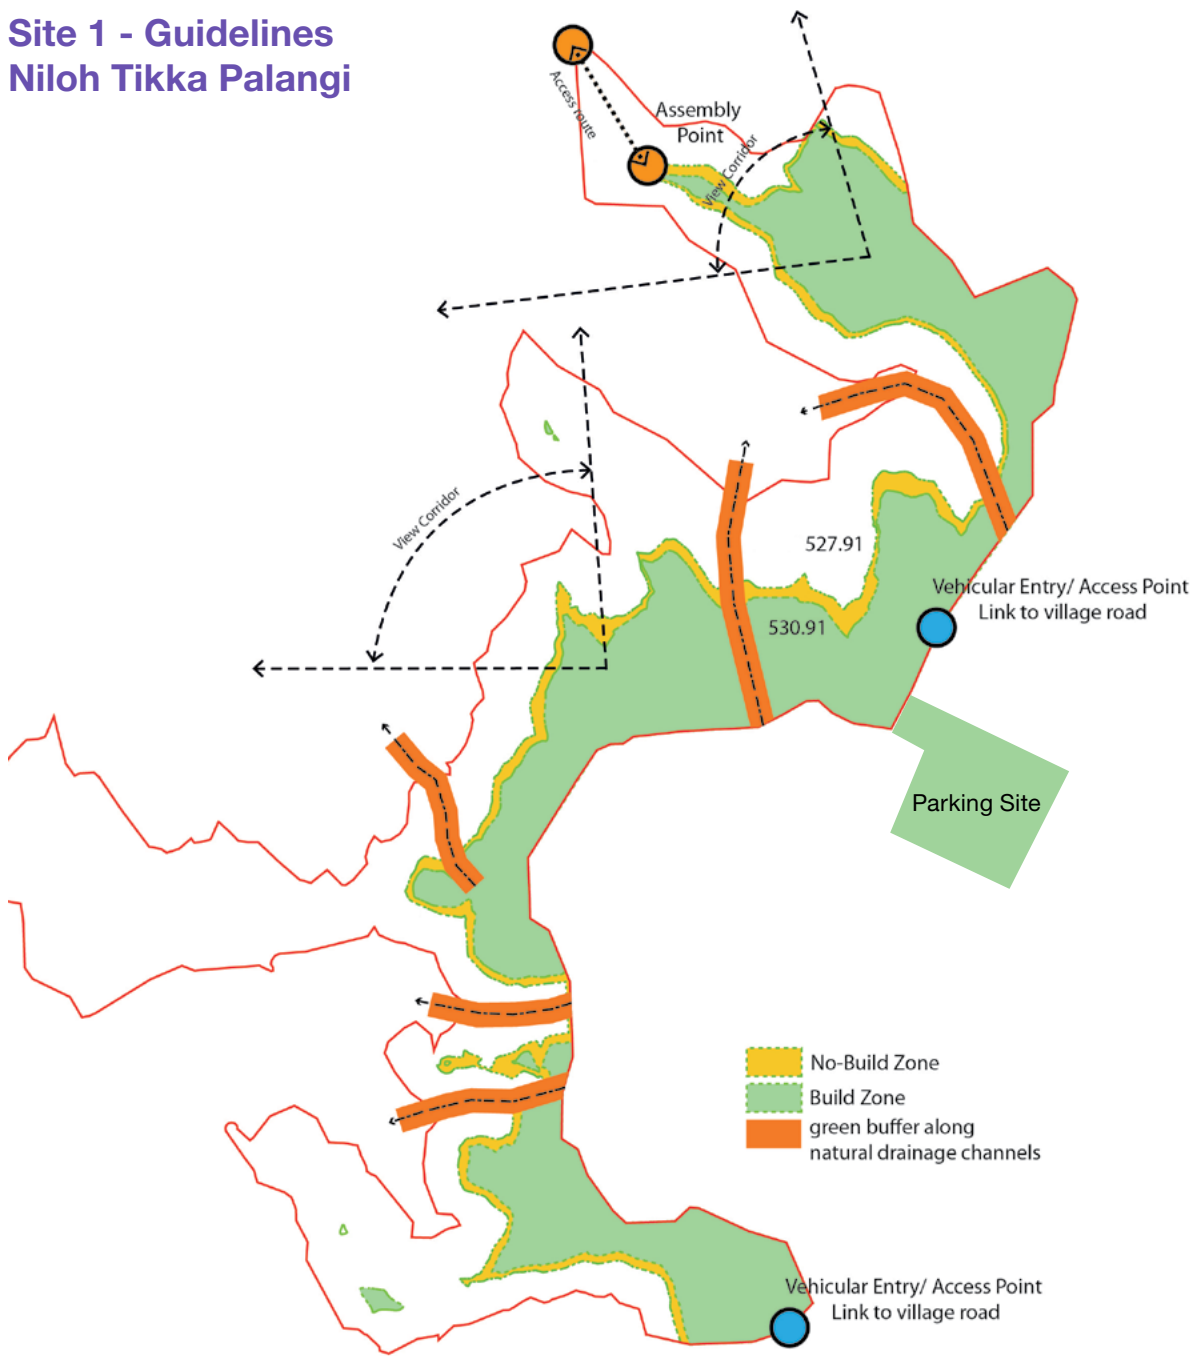 Site 1 - Guidelines
Niloh Tikka Palangi
Access route
Assembly
Point
View Corridor
View Corridor
527.91
530.91
Vehicular Entry/ Access Point
Link to village road
Parking Site
No-Build Zone
Build Zone
green buffer along
natural drainage channels
Vehicular Entry/ Access Point
Link to village road